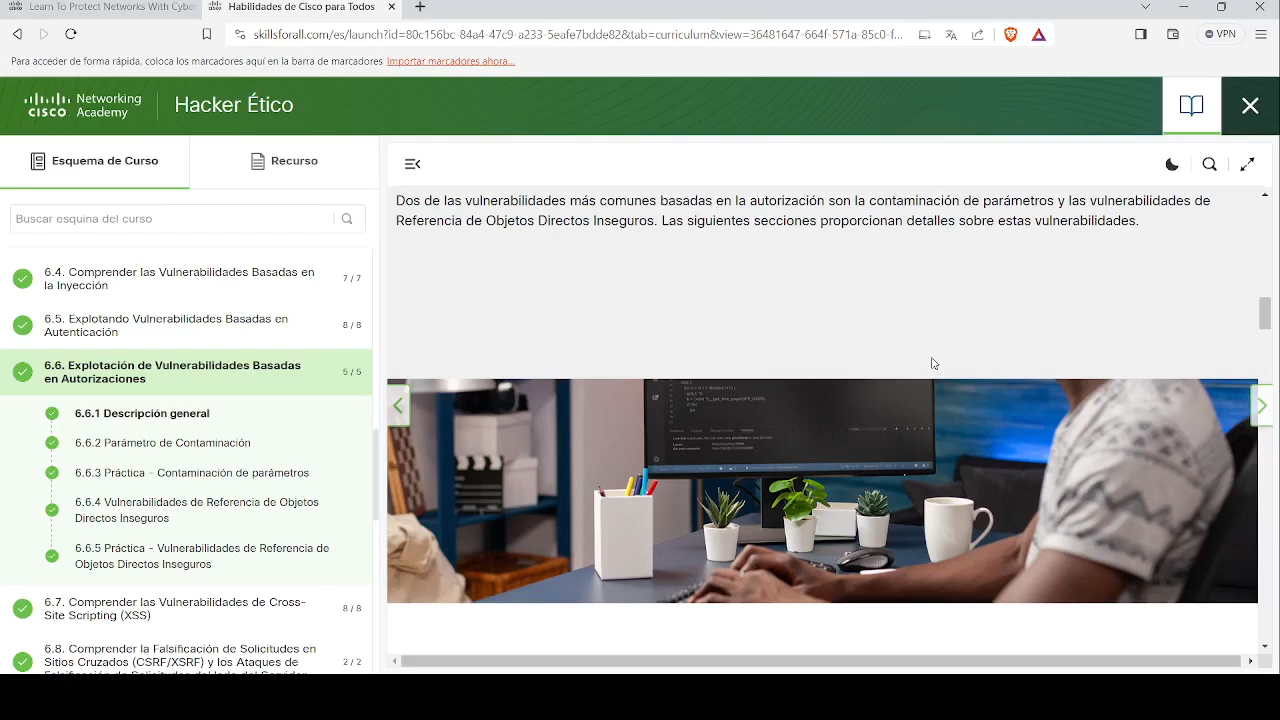 Learn To Protect Networks With Cybe
Habilidades de Cisco para Todos
skillsforall.com/es/launch?id=80c156bc-84a4-47c9-a233-5eafe7bdde82&tab=curriculum&view=36481647-664f-571a-85c0-f...
VPN
Para acceder de forma rápida, coloca los marcadores aquí en la barra de marcadores Importar marcadores ahora...
Networking
CISCO Academy
Hacker Ético
Esquema de Curso
Recurso
Buscar esquina del curso
6.4. Comprender las Vulnerabilidades Basadas en
la Inyección
7 / 7
6.5. Explotando Vulnerabilidades Basadas en
Autenticación
8 / 8
6.6. Explotación de Vulnerabilidades Basadas
en Autorizaciones
5 / 5
6.6.1 Descripción general
6.6.2 Parámetro de Contaminación
6.6.3 Práctica - Contaminación de parámetros
6.6.4 Vulnerabilidades de Referencia de Objetos
Directos Inseguros
6.6.5 Práctica - Vulnerabilidades de Referencia de
Objetos Directos Inseguros
6.7. Comprender las Vulnerabilidades de Cross-
Site Scripting (XSS)
8 / 8
6.8. Comprender la Falsificación de Solicitudes en
Sitios Cruzados (CSRF/XSRF) y los Ataques de
Falsificación de Solicitudes del Lado del Servidor
2 / 2
Dos de las vulnerabilidades más comunes basadas en la autorización son la contaminación de parámetros y las vulnerabilidades de
Referencia de Objetos Directos Inseguros. Las siguientes secciones proporcionan detalles sobre estas vulnerabilidades.